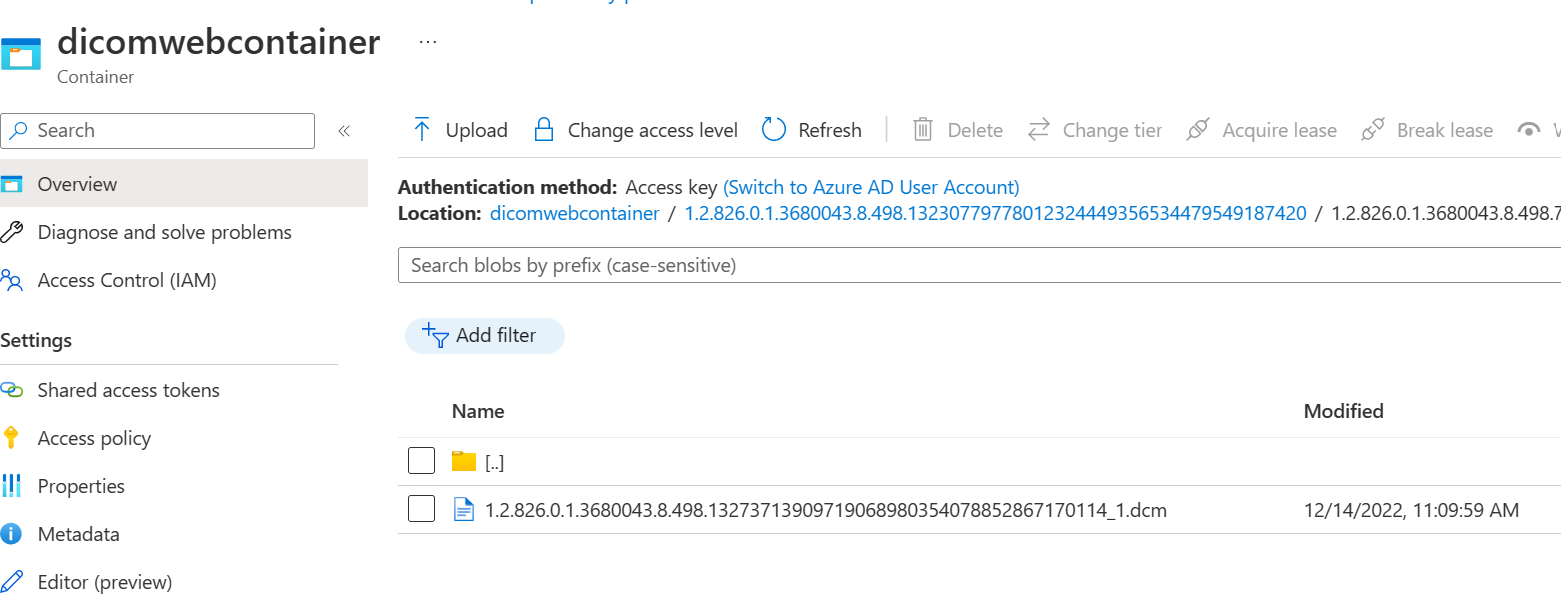 dicomwebcontainer ...
Container
Search «
Upload Change access level Refresh Delete Change tier Acquire lease Break lease
Overview
Authentication method: Access key (Switch to Azure AD User Account)
Location: dicomwebcontainer / 1.2.826.0.1.3680043.8.498.13230779778012324449356534479549187420 / 1.2.826.0.1.3680043.8.498.7
Diagnose and solve problems
Search blobs by prefix (case-sensitive)
Access Control (IAM)
Add filter
Settings
Shared access tokens
Name Modified
Access policy
[..]
Properties
1.2.826.0.1.3680043.8.498.13273713909719068980354078852867170114_1.dcm 12/14/2022, 11:09:59 AM
Metadata
Editor (preview)